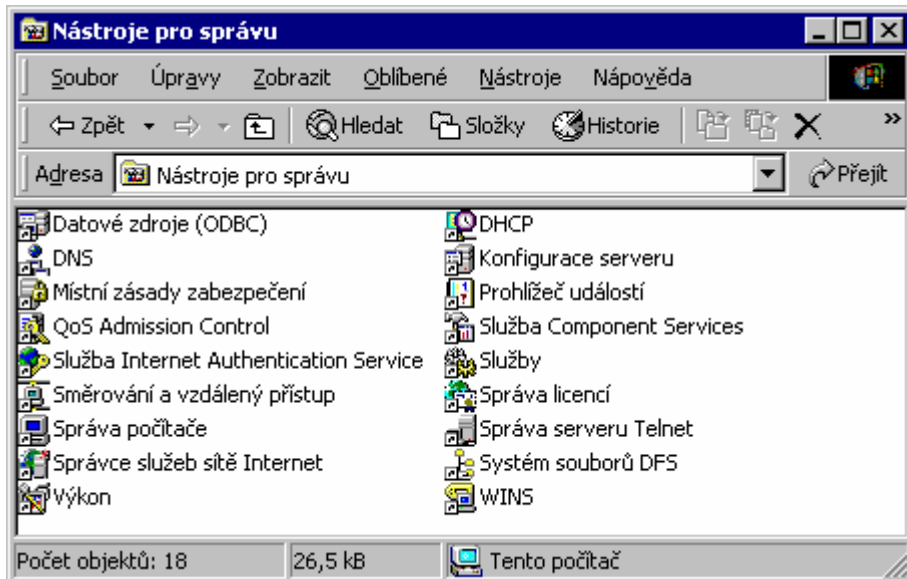 Nástroje pro správu
Soubor Úpravy Zobrazit Oblíbené Nástroje Nápověda
Zpět Hledat Složky Historie »
Adresa Nástroje pro správu Přejít
Datové zdroje (ODBC) DHCP
DNS Konfigurace serveru
Místní zásady zabezpečení Prohlížeč událostí
QoS Admission Control Služba Component Services
Služba Internet Authentication Service Služby
Směrování a vzdálený přístup Správa licencí
Správa počítače Správa serveru Telnet
Správce služeb sítě Internet Systém souborů DFS
Výkon WINS
Počet objektů: 18 26,5 kB Tento počítač